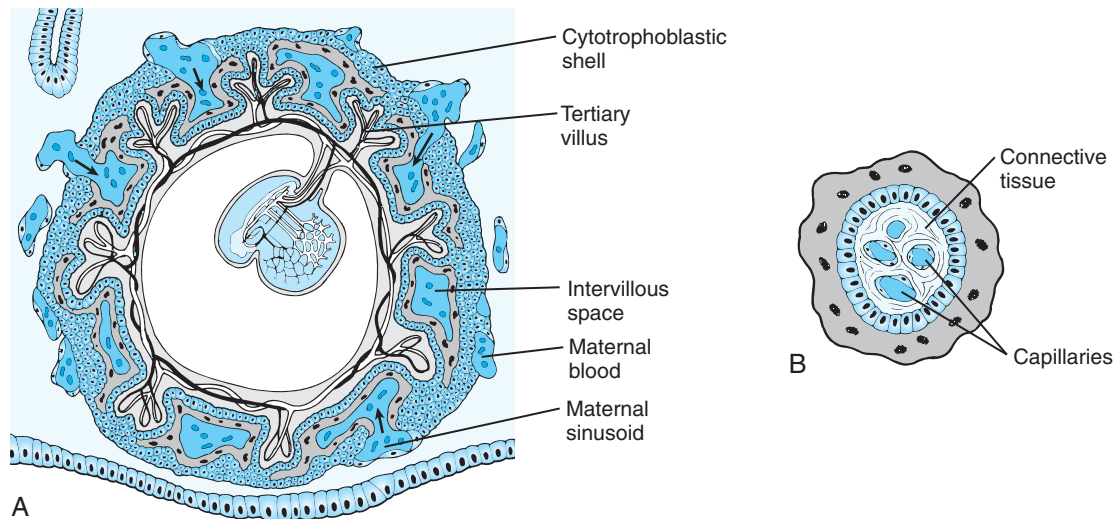 Cytotrophoblastic
shell
Tertiary
villus
Intervillous
space
Maternal
blood
Maternal
sinusoid
A
Connective
tissue
Capillaries
B